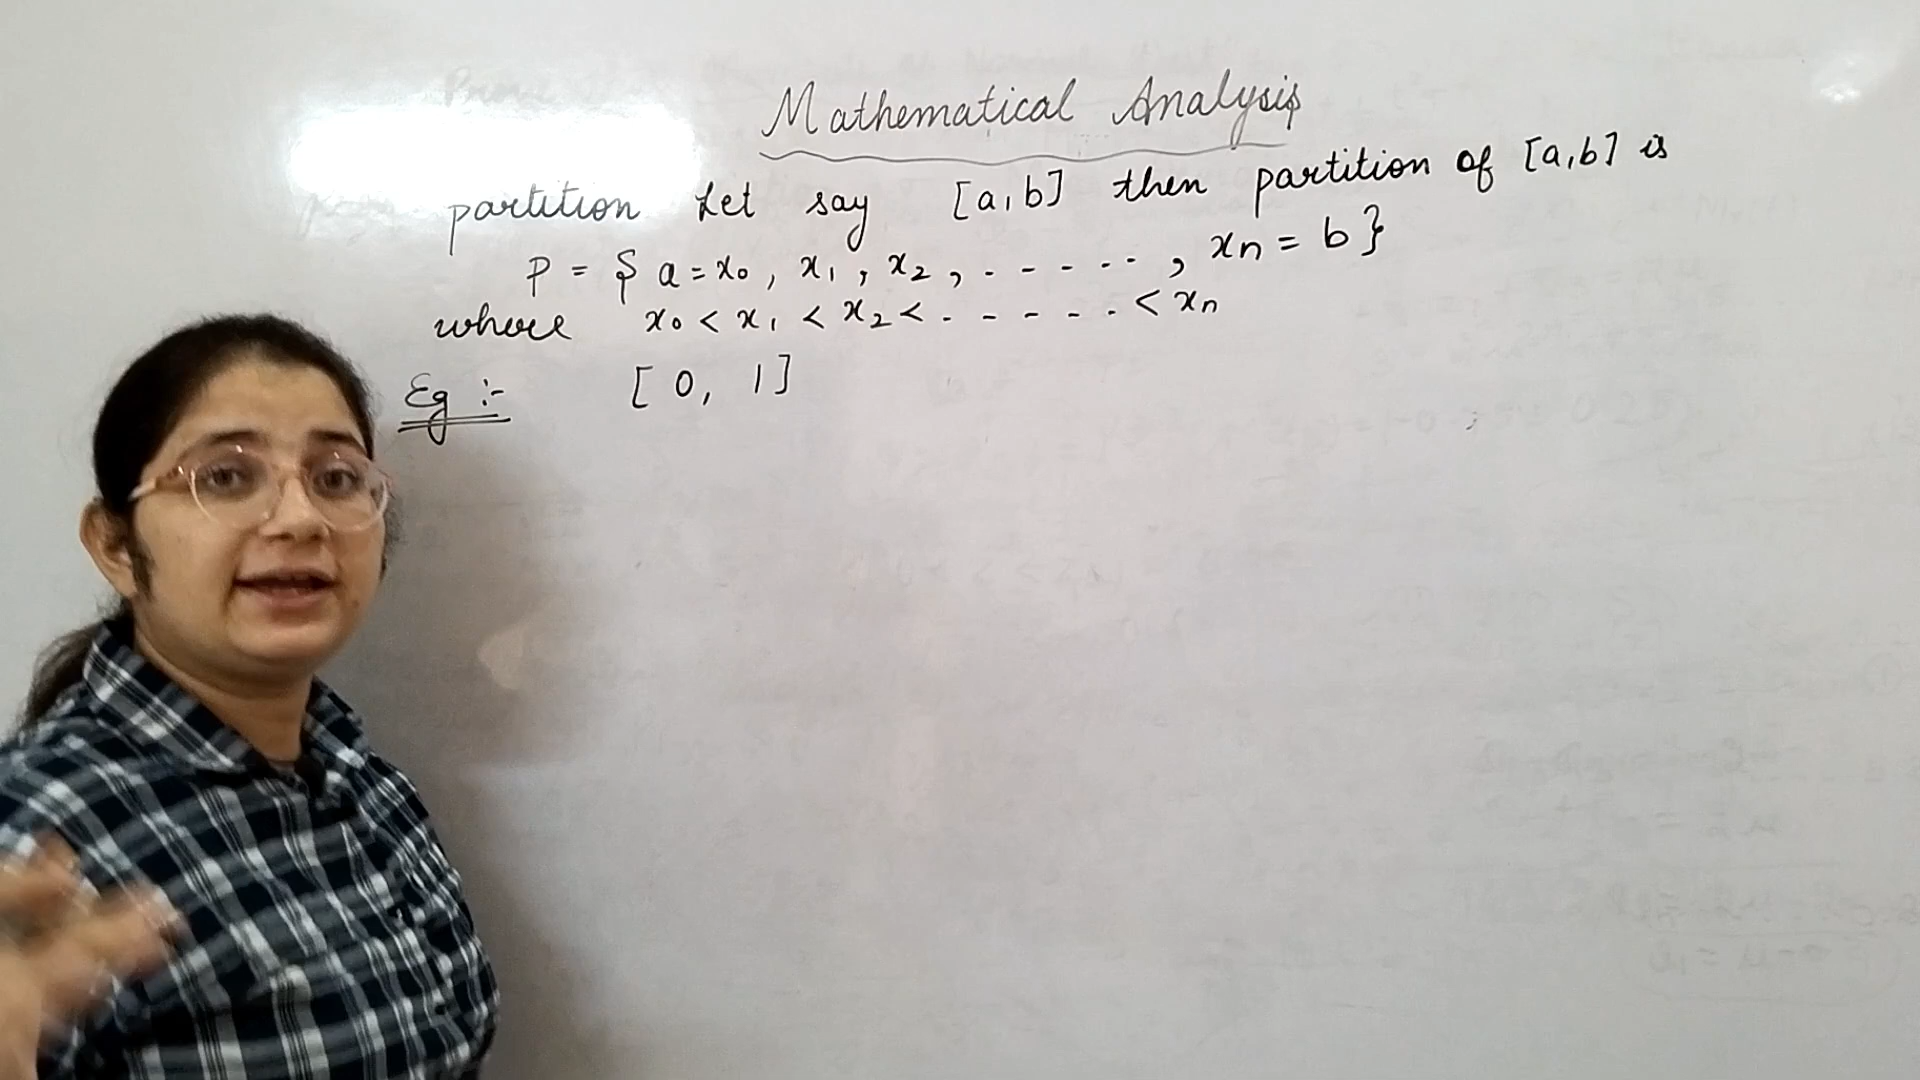 Mathematical Analysis
partition Let say [a,b] then partition of [a,b] is
P = { a = x₀, x₁, x₂, - - - - - - , xn = b }
where x₀ < x₁ < x₂ < - - - - - - < xn
Eg :- [ 0, 1 ]